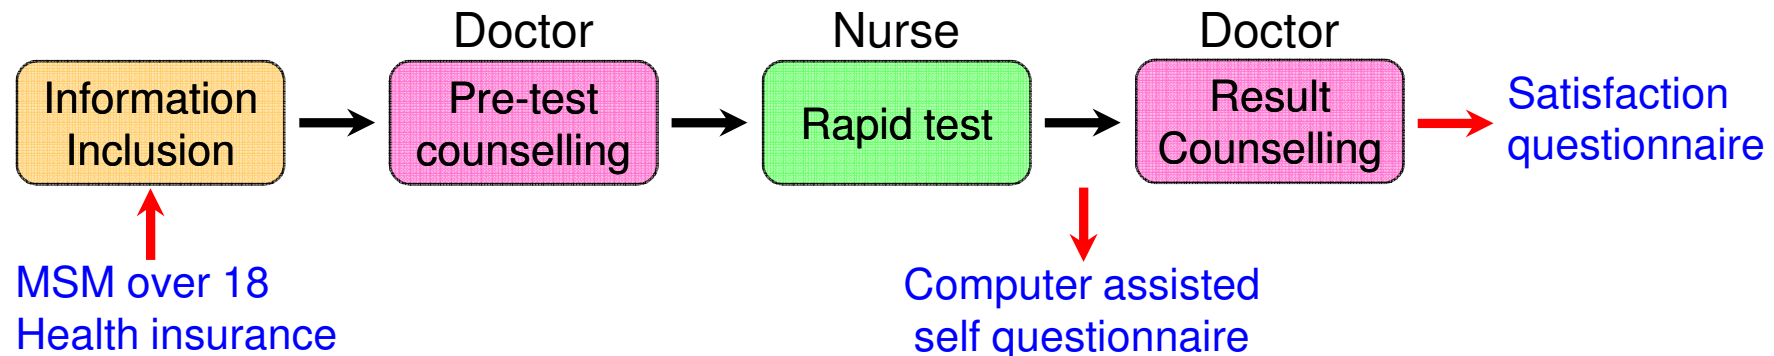 Doctor
Nurse
Doctor
Information
Inclusion
Pre-test
counselling
Rapid test
Result
Counselling
Satisfaction
questionnaire
MSM over 18
Health insurance
Computer assisted
self questionnaire